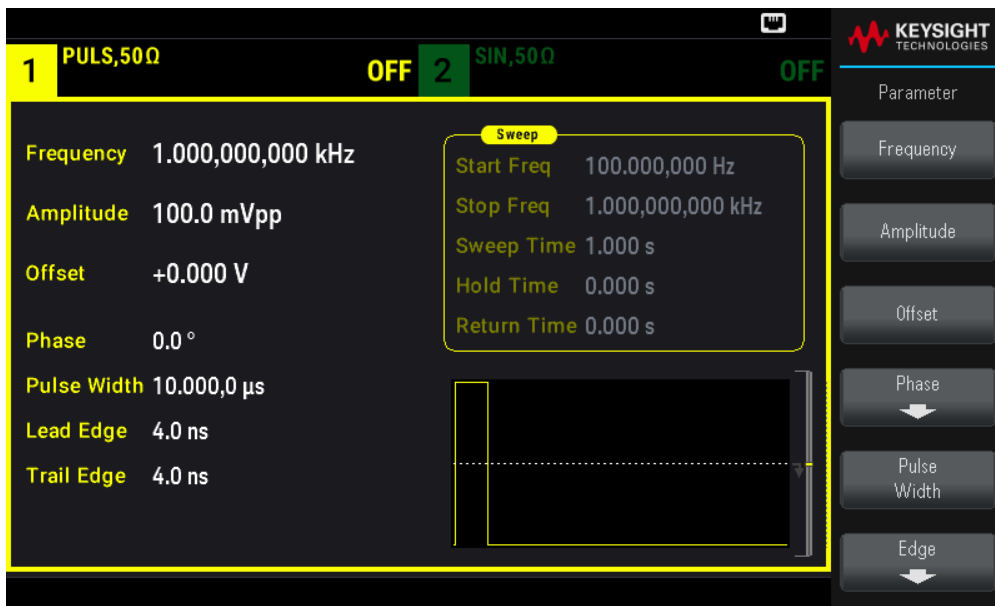 KEYSIGHT
TECHNOLOGIES
1 PULS,50Ω OFF
2 SIN,50Ω OFF
Frequency 1.000,000,000 kHz
Amplitude 100.0 mVpp
Offset +0.000 V
Phase 0.0 °
Pulse Width 10.000,0 µs
Lead Edge 4.0 ns
Trail Edge 4.0 ns
Sweep
Start Freq 100.000,000 Hz
Stop Freq 1.000,000,000 kHz
Sweep Time 1.000 s
Hold Time 0.000 s
Return Time 0.000 s
Parameter
Frequency
Amplitude
Offset
Phase
Pulse
Width
Edge